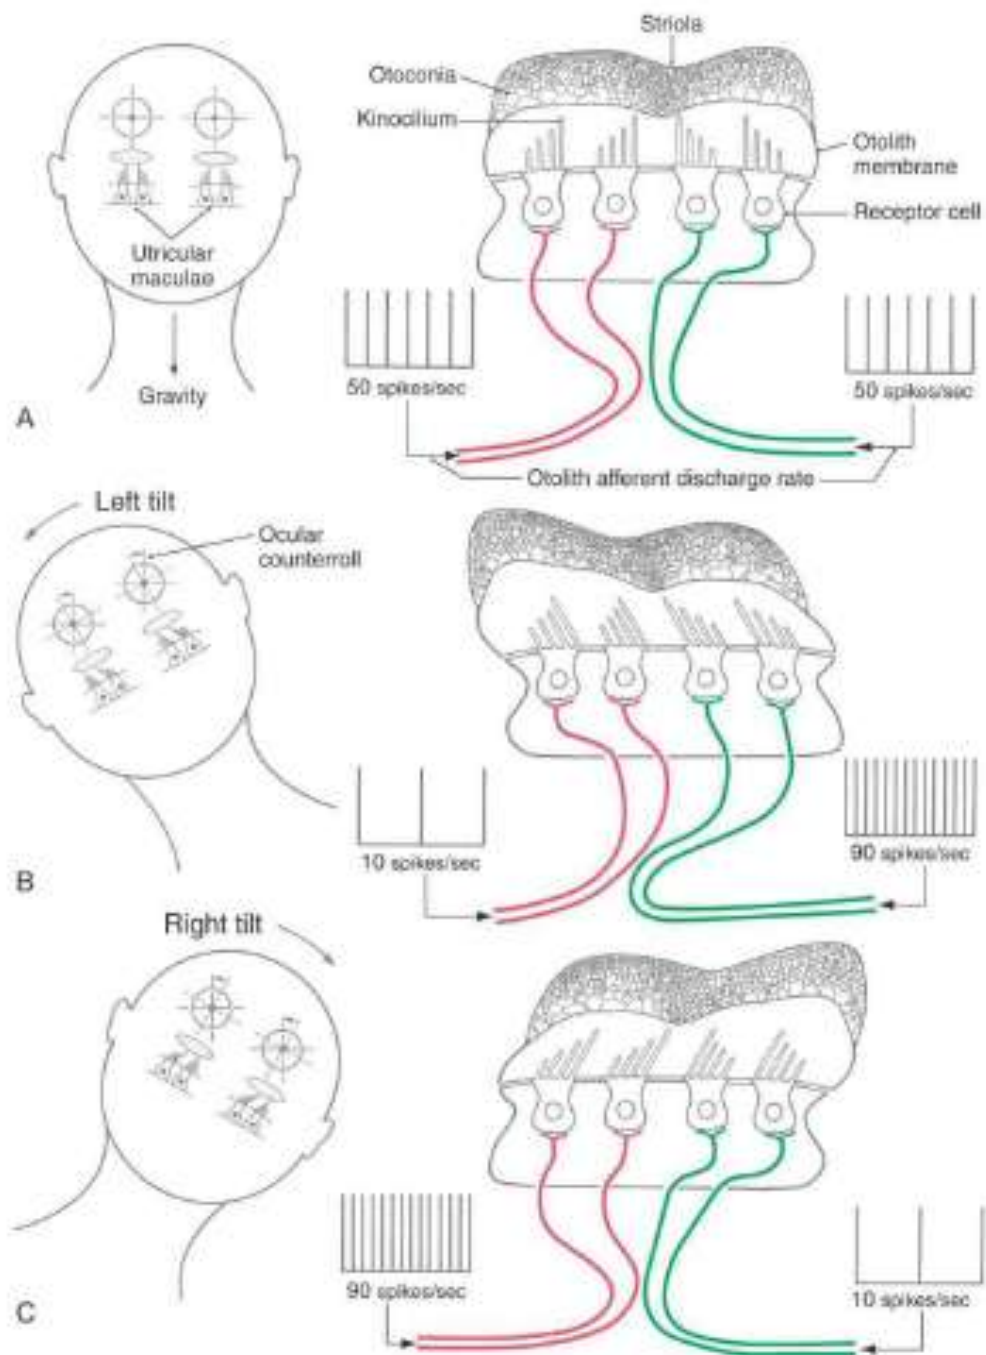 Striola
Otoconia
Kinocilium
Otolith
membrane
Receptor cell
Utricular
maculae
Gravity
50 spikes/sec
50 spikes/sec
A
Otolith afferent discharge rate
Left tilt
Ocular
counterroll
10 spikes/sec
90 spikes/sec
B
Right tilt
90 spikes/sec
10 spikes/sec
C